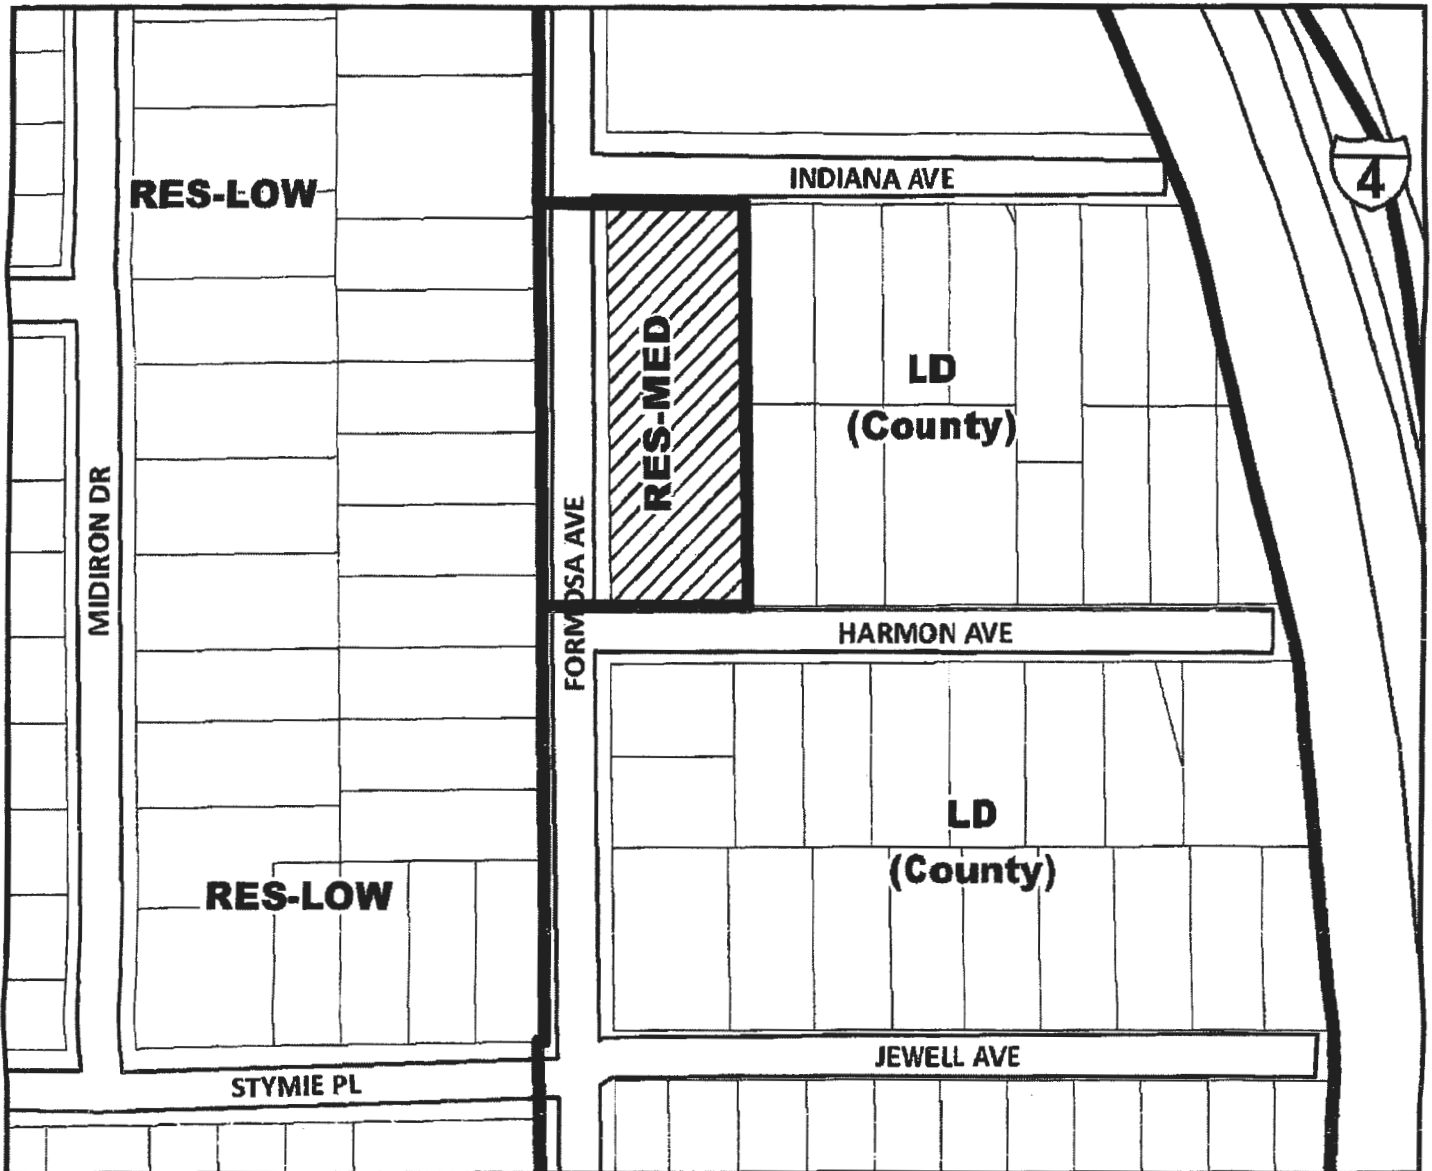 INDIANA AVE
4
RES-LOW
RES-MED
LD
(County)
MIDIRON DR
FORMOSA AVE
HARMON AVE
LD
(County)
RES-LOW
JEWELL AVE
STYMIE PL